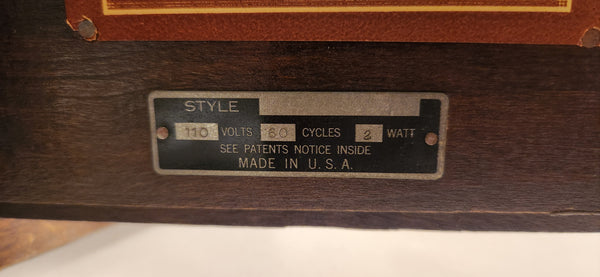 STYLE
110 VOLTS 60 CYCLES 2 WATT
SEE PATENTS NOTICE INSIDE
MADE IN U.S.A.